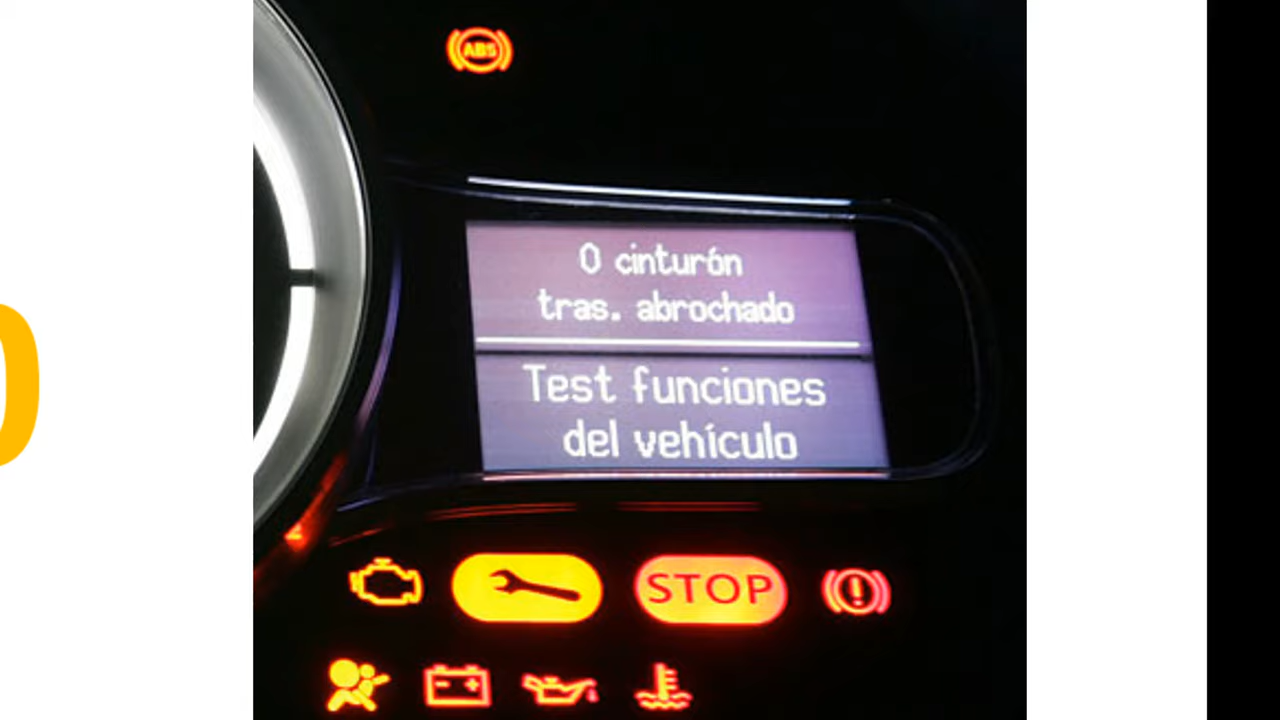 ABS
0 cinturón
tras. abrochado
Test funciones
del vehículo
STOP